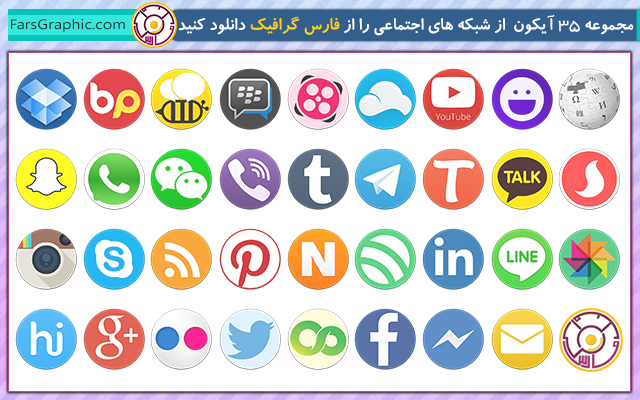 مجموعه ۳۵ آیکون از شبکه های اجتماعی را از فارس گرافیک دانلود کنید
FarsGraphic.com
bp
YouTube
W
t
T
TALK
N
in
LINE
hi
g+
f